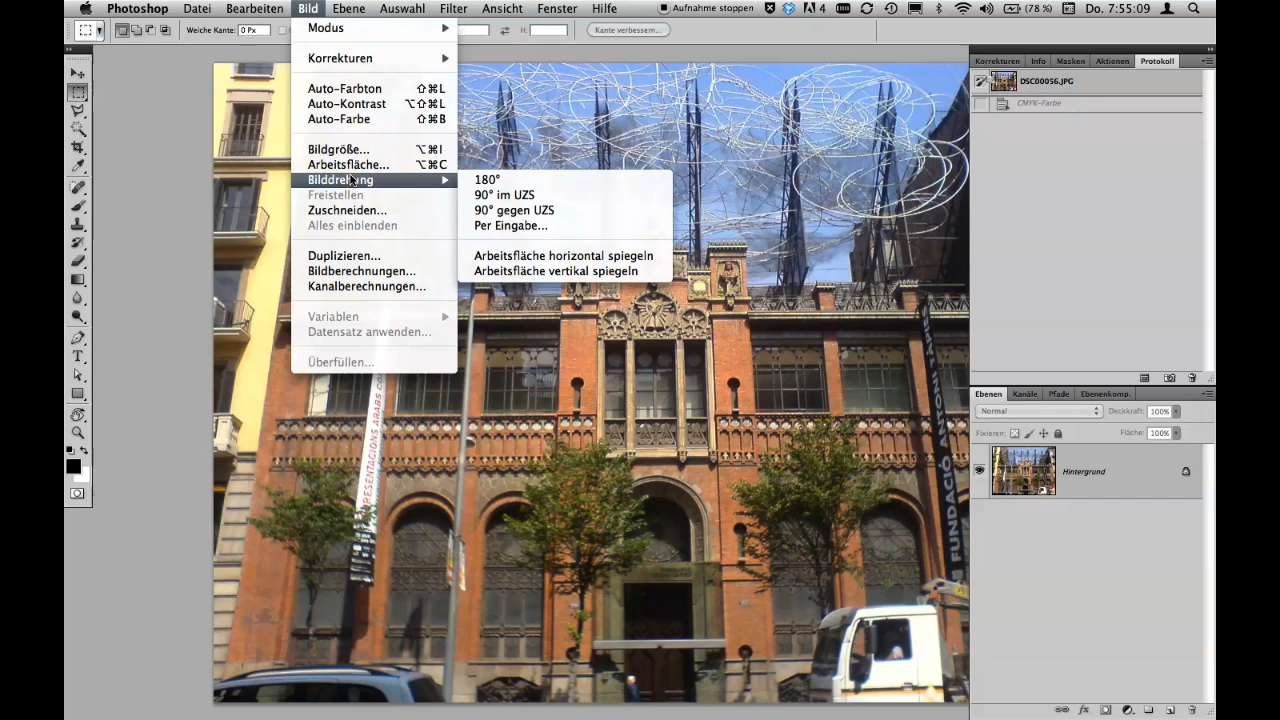 Photoshop Datei Bearbeiten Bild Ebene Auswahl Filter Ansicht Fenster Hilfe Aufnahme stoppen 4 (78 %) Do. 7:55:09
Weiche Kante: 0 Px H: Kante verbessern...
Modus
Korrekturen
Auto-Farbton ⇧⌘L
Auto-Kontrast ⌥⇧⌘L
Auto-Farbe ⇧⌘B
Bildgröße... ⌥⌘I
Arbeitsfläche... ⌥⌘C
Bilddrehung
Freistellen
Zuschneiden...
Alles einblenden
Duplizieren...
Bildberechnungen...
Kanalberechnungen...
Variablen
Datensatz anwenden...
Überfüllen...
180°
90° im UZS
90° gegen UZS
Per Eingabe...
Arbeitsfläche horizontal spiegeln
Arbeitsfläche vertikal spiegeln
Korrekturen Info Masken Aktionen Protokoll
DSC00056.JPG
CMYK-Farbe
Ebenen Kanäle Pfade Ebenenkomp.
Normal Deckkraft: 100%
Fixieren: Fläche: 100%
Hintergrund
PRESENTACIONS ARABS
FUNDACIÓ ANTONI